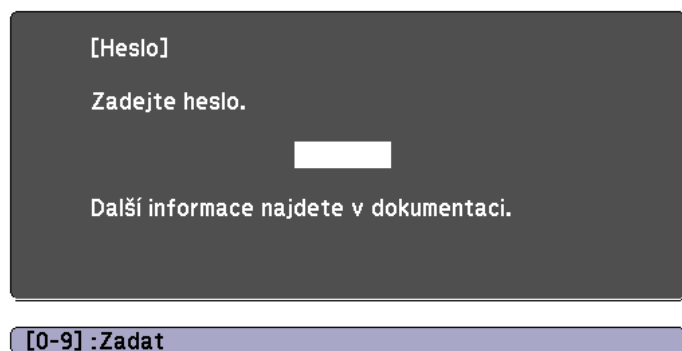 [Heslo]
Zadejte heslo.
Další informace najdete v dokumentaci.
[0-9] :Zadat